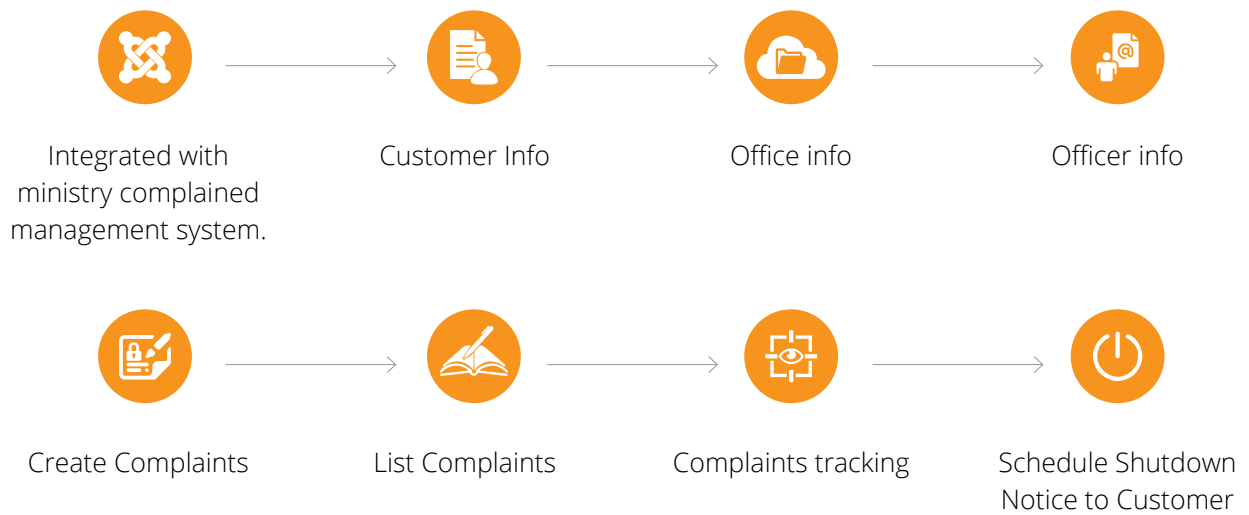 Integrated with
ministry complained
management system.
Customer Info
Office info
Officer info
Create Complaints
List Complaints
Complaints tracking
Schedule Shutdown
Notice to Customer